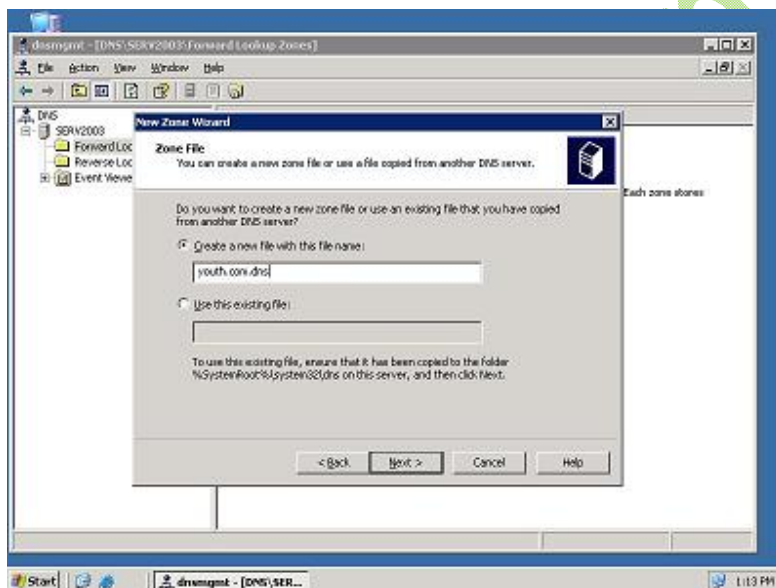 dnsmgmt - [DNS\SERV2003\Forward Lookup Zones]
File Action View Window Help
DNS
SERV2003
Forward Loc
Reverse Loc
Event Viewe
New Zone Wizard
Zone File
You can create a new zone file or use a file copied from another DNS server.
Each zone stores
Do you want to create a new zone file or use an existing file that you have copied
from another DNS server?
Create a new file with this file name:
youth.com.dns
Use this existing file:
To use this existing file, ensure that it has been copied to the folder
%SystemRoot%\system32\dns on this server, and then click Next.
< Back Next > Cancel Help
Start dnsmgmt - [DNS\SER... 1:13 PM